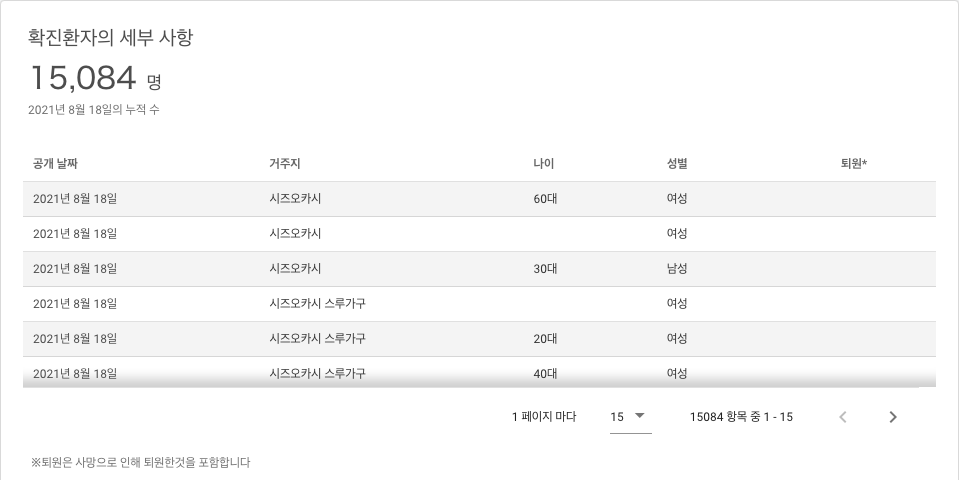 확진환자의 세부 사항
15,084 명
2021년 8월 18일의 누적 수
공개 날짜 거주지 나이 성별 퇴원*
2021년 8월 18일 시즈오카시 60대 여성
2021년 8월 18일 시즈오카시 여성
2021년 8월 18일 시즈오카시 30대 남성
2021년 8월 18일 시즈오카시 스루가구 여성
2021년 8월 18일 시즈오카시 스루가구 20대 여성
2021년 8월 18일 시즈오카시 스루가구 40대 여성
1 페이지 마다 15 15084 항목 중 1 - 15
※퇴원은 사망으로 인해 퇴원한것을 포함합니다